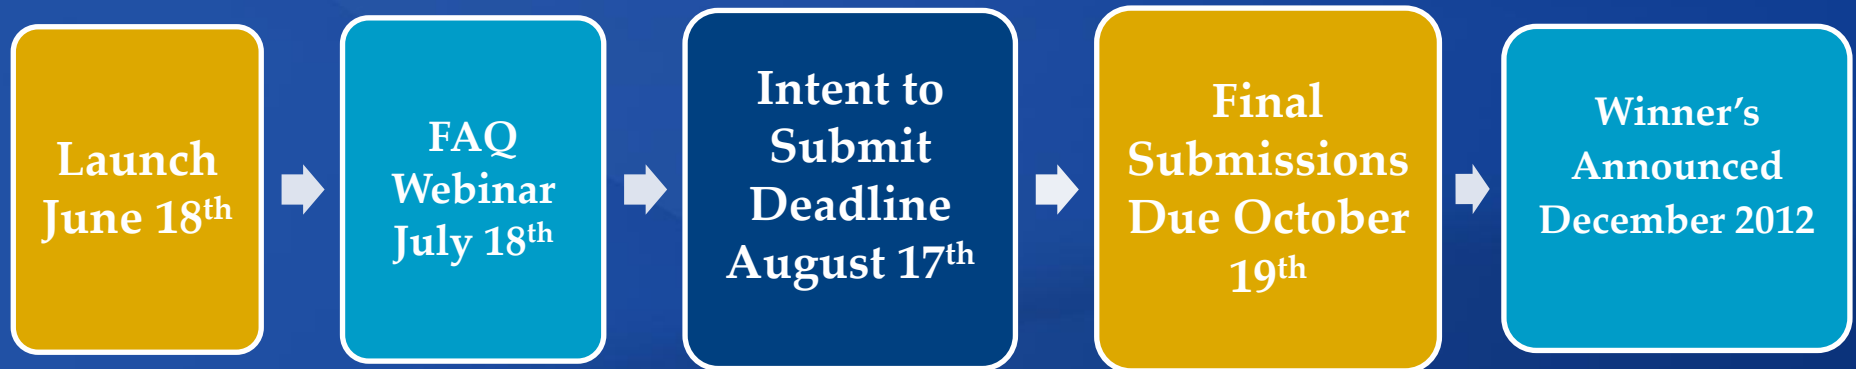 Launch
June 18th
FAQ
Webinar
July 18th
Intent to
Submit
Deadline
August 17th
Final
Submissions
Due October
19th
Winner’s
Announced
December 2012